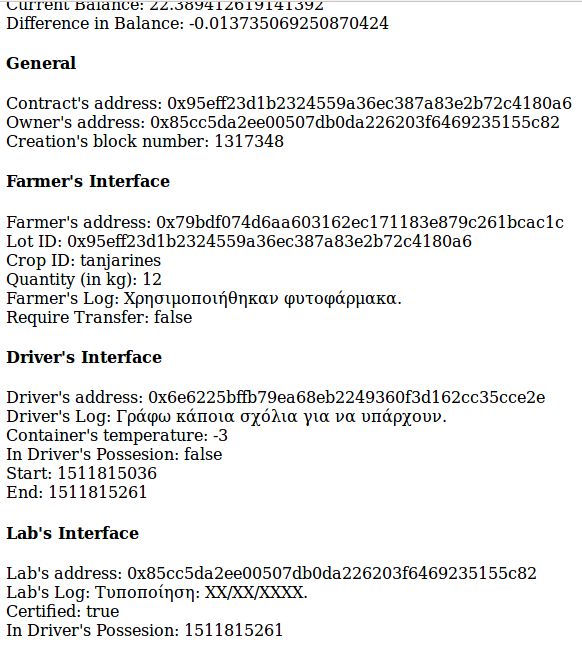 Current Balance: 22.389412619141392
Difference in Balance: -0.013735069250870424
General
Contract's address: 0x95eff23d1b2324559a36ec387a83e2b72c4180a6
Owner's address: 0x85cc5da2ee00507db0da226203f6469235155c82
Creation's block number: 1317348
Farmer's Interface
Farmer's address: 0x79bdf074d6aa603162ec171183e879c261bcac1c
Lot ID: 0x95eff23d1b2324559a36ec387a83e2b72c4180a6
Crop ID: tanjarines
Quantity (in kg): 12
Farmer's Log: Χρησιμοποιήθηκαν φυτοφάρμακα.
Require Transfer: false
Driver's Interface
Driver's address: 0x6e6225bffb79ea68eb2249360f3d162cc35cce2e
Driver's Log: Γράφω κάποια σχόλια για να υπάρχουν.
Container's temperature: -3
In Driver's Possesion: false
Start: 1511815036
End: 1511815261
Lab's Interface
Lab's address: 0x85cc5da2ee00507db0da226203f6469235155c82
Lab's Log: Τυποποίηση: XX/XX/XXXX.
Certified: true
In Driver's Possesion: 1511815261